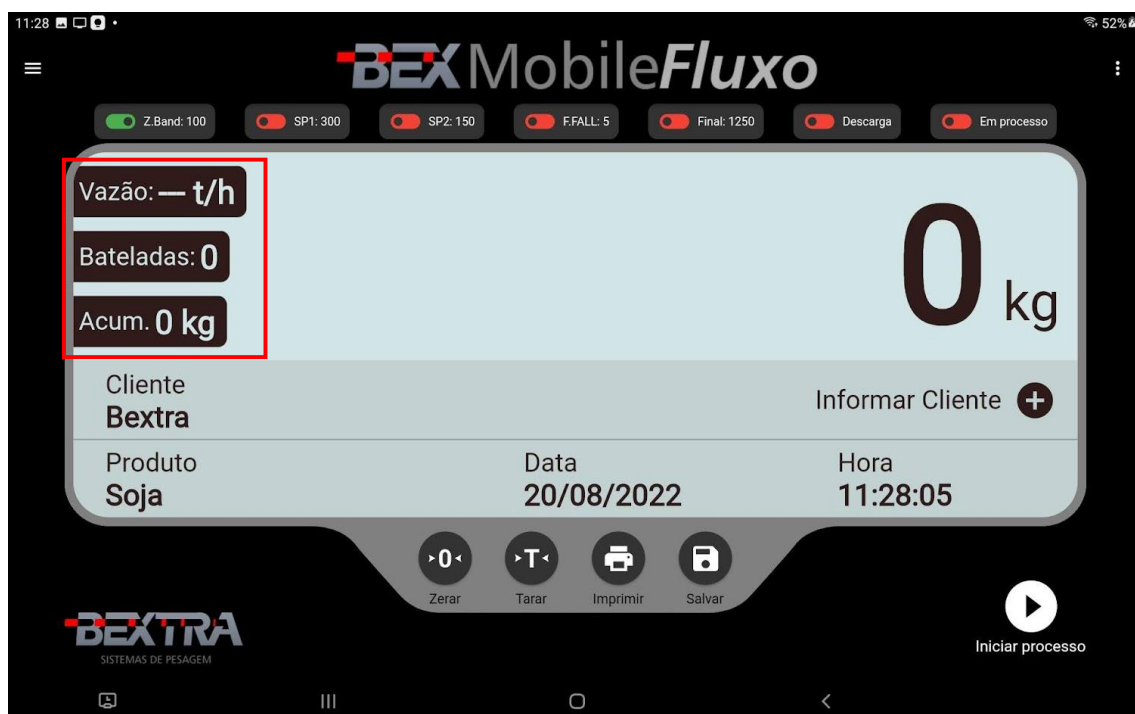 11:28
52%
BEX MobileFluxo
Z.Band: 100 SP1: 300 SP2: 150 F.FALL: 5 Final: 1250 Descarga Em processo
Vazão: — t/h
Bateladas: 0
Acum. 0 kg
0 kg
Cliente
Bextra
Informar Cliente
Produto
Soja
Data
20/08/2022
Hora
11:28:05
>0< >T<
Zerar Tarar Imprimir Salvar
Iniciar processo
BEXTRA
SISTEMAS DE PESAGEM